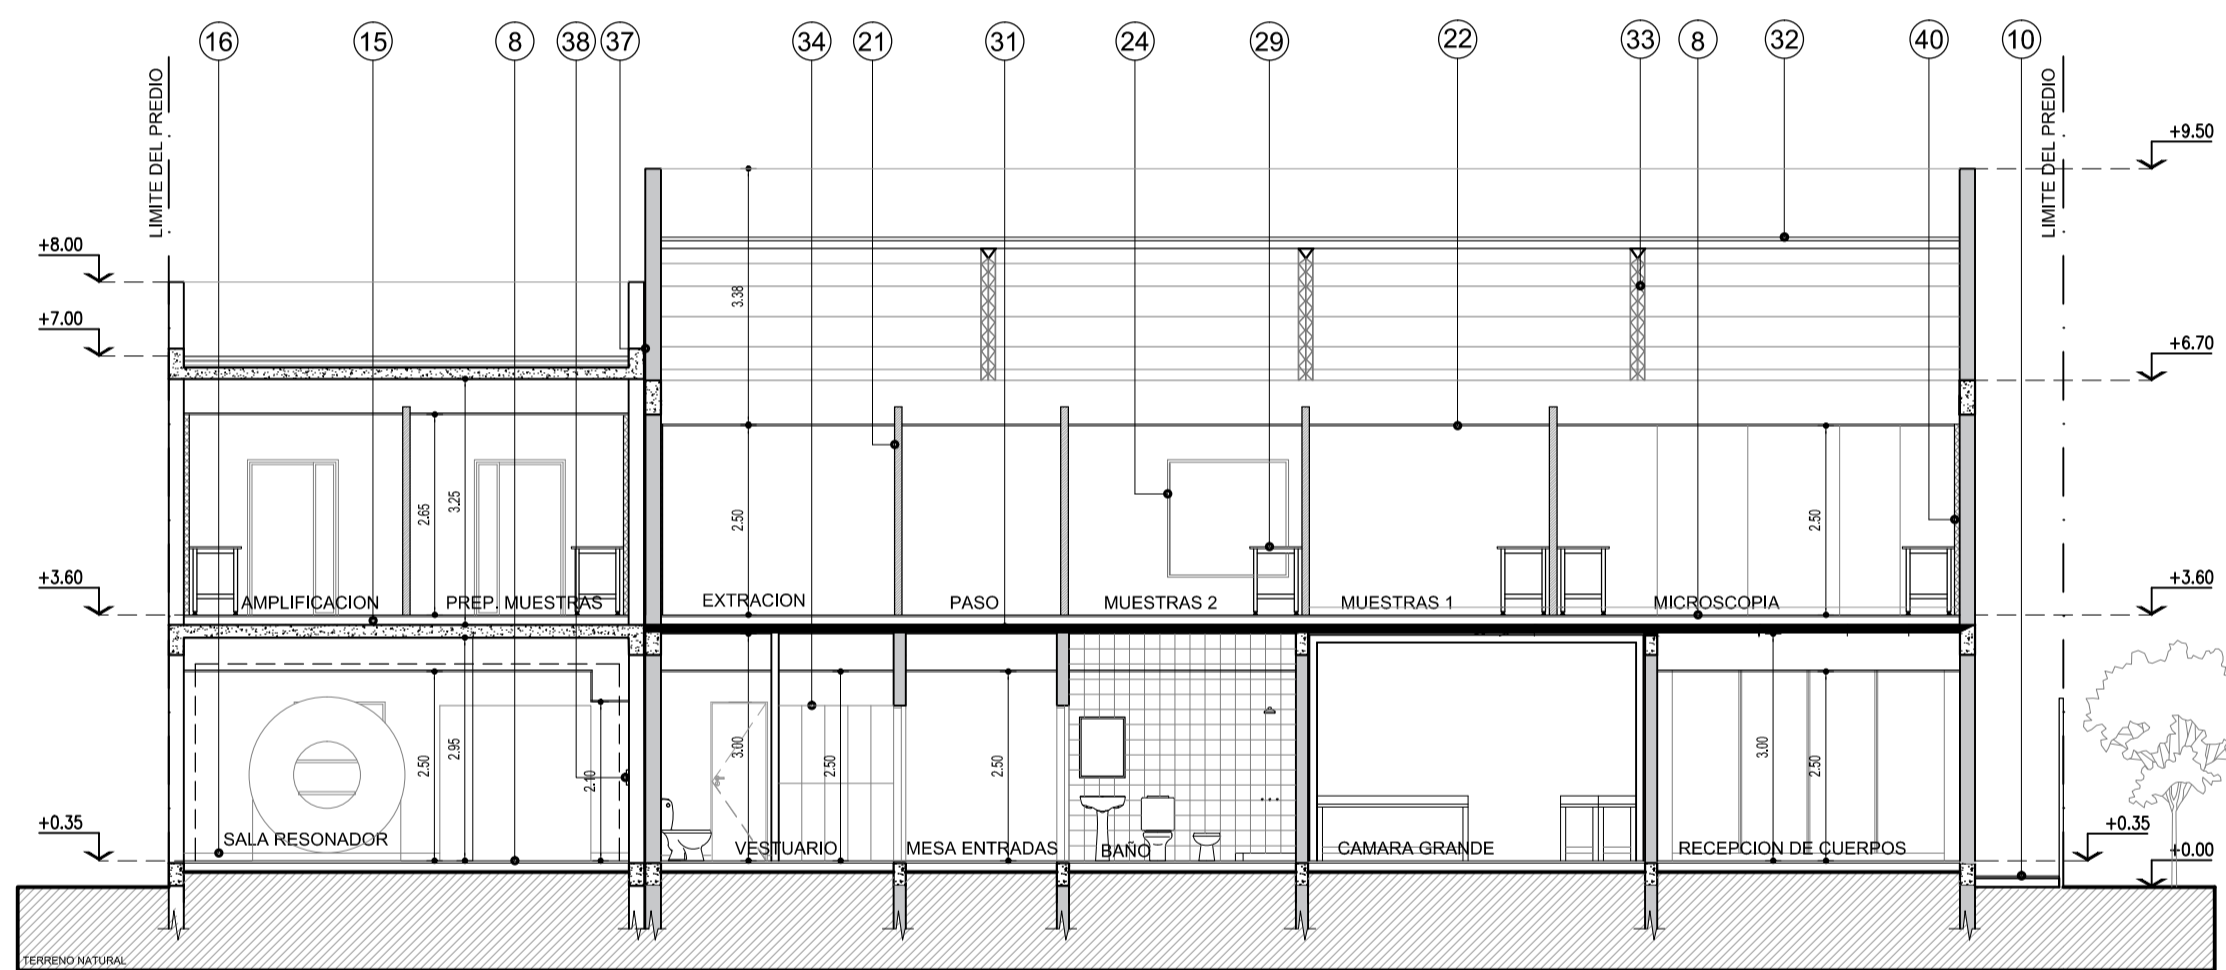 16 15 8 38 37 34 21 31 24 29 22 33 8 32 40 10
LIMITE DEL PREDIO
LIMITE DEL PREDIO
+9.50
+8.00
+7.00
3.38
+6.70
2.65
3.25
2.50
2.50
+3.60
+3.60
AMPLIFICACION
PREP. MUESTRAS
EXTRACION
PASO
MUESTRAS 2
MUESTRAS 1
MICROSCOPIA
2.50
2.95
2.10
3.00
2.50
2.50
3.00
2.50
+0.35
+0.35
SALA RESONADOR
VESTUARIO
MESA ENTRADAS
BAÑO
CAMARA GRANDE
RECEPCION DE CUERPOS
+0.00
TERRENO NATURAL